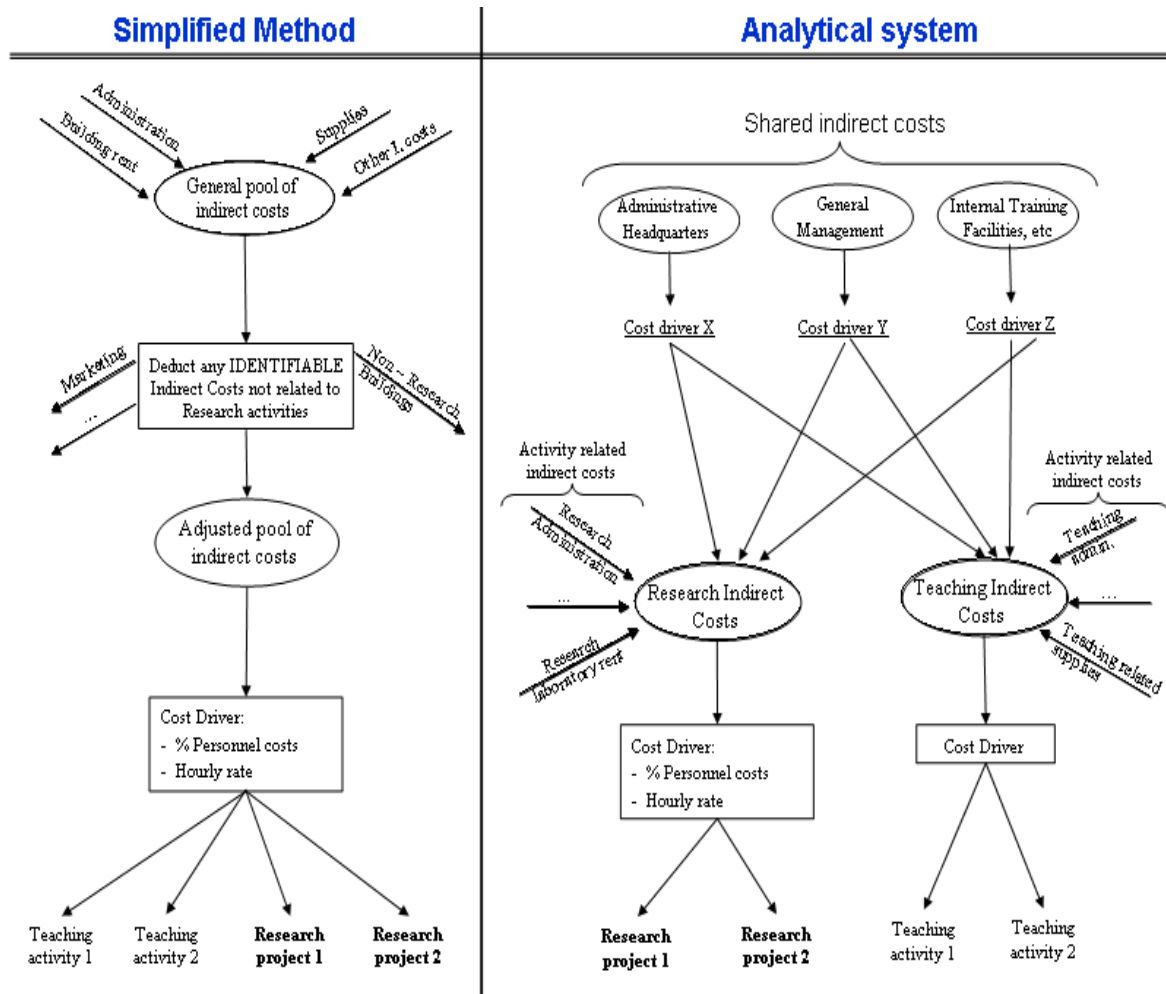 Simplified Method
Administration
Building rent
Supplies
Other I. costs
General pool of
indirect costs
Marketing
...
Deduct any IDENTIFIABLE
Indirect Costs not related to
Research activities
Non – Research
Buildings
Adjusted pool of
indirect costs
Cost Driver:
- % Personnel costs
- Hourly rate
Teaching
activity 1
Teaching
activity 2
Research
project 1
Research
project 2
Analytical system
Shared indirect costs
Administrative
Headquarters
General
Management
Internal Training
Facilities, etc
Cost driver X
Cost driver Y
Cost driver Z
Activity related
indirect costs
Research
Administration
...
Research
laboratory rent
Research Indirect
Costs
Activity related
indirect costs
Teaching
admin.
...
Teaching related
supplies
Teaching Indirect
Costs
Cost Driver:
- % Personnel costs
- Hourly rate
Cost Driver
Research
project 1
Research
project 2
Teaching
activity 1
Teaching
activity 2